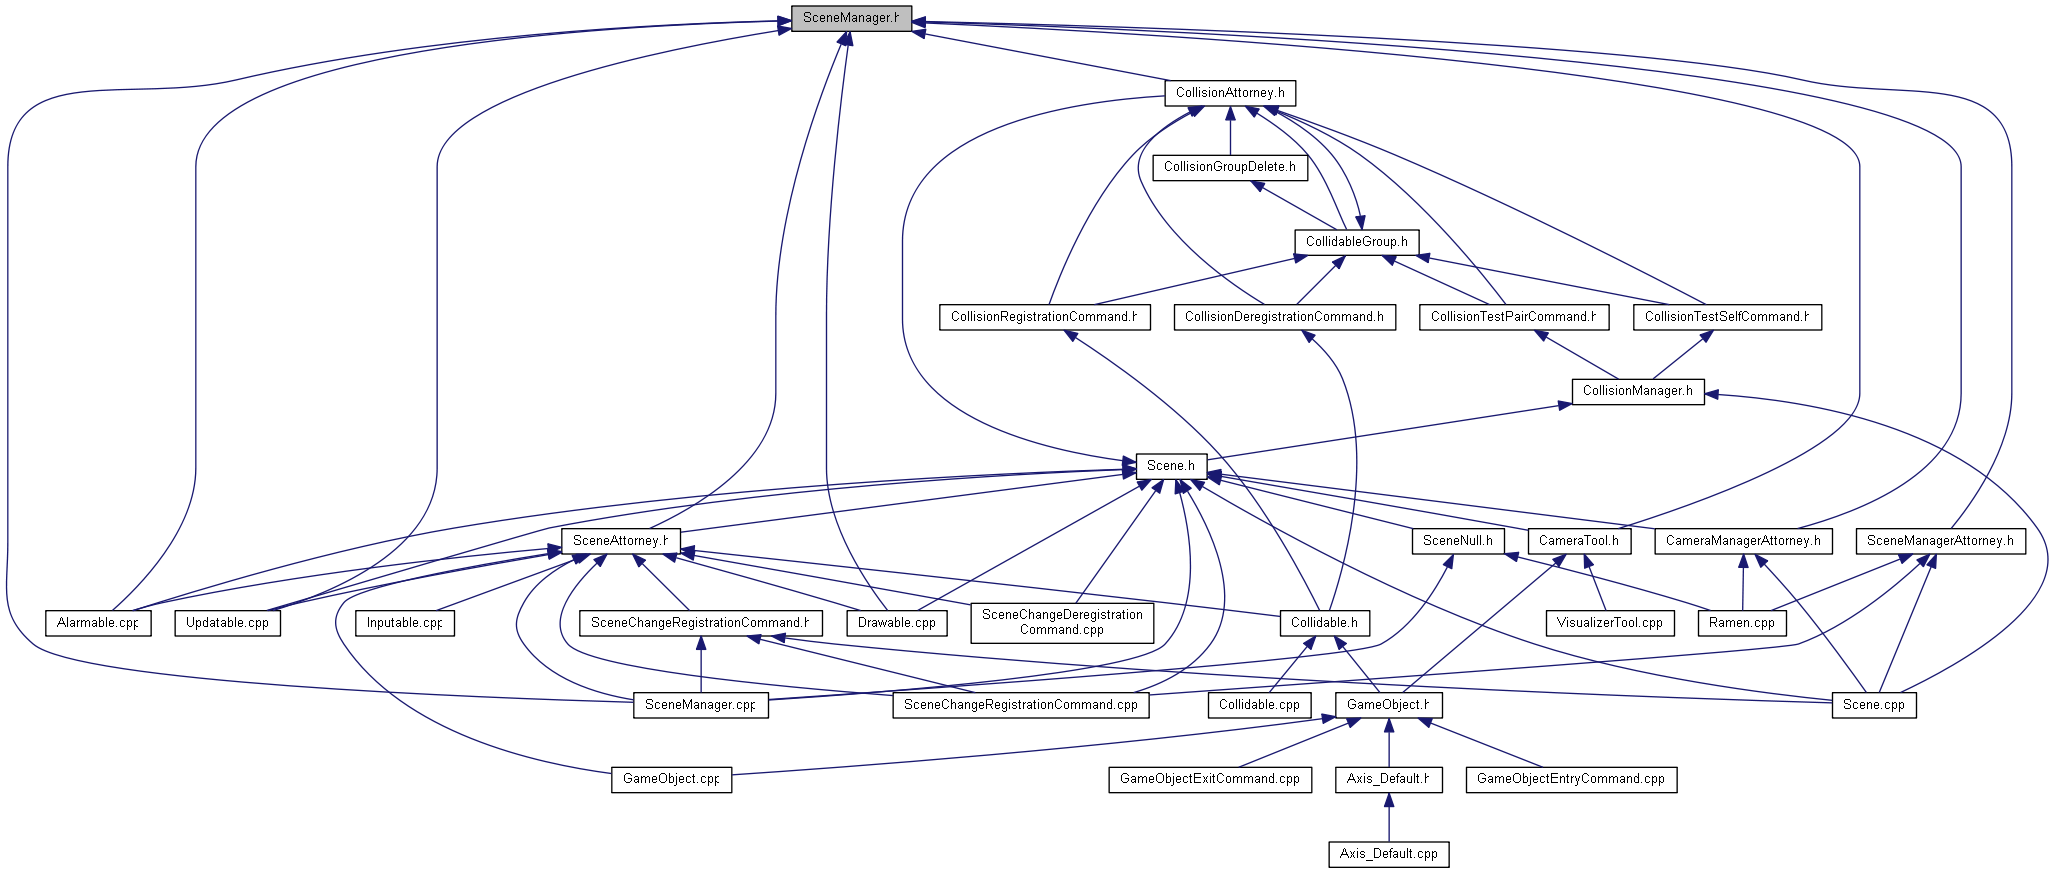 SceneManager.h
CollisionAttorney.h
CollisionGroupDelete.h
CollidableGroup.h
CollisionRegistrationCommand.h
CollisionDeregistrationCommand.h
CollisionTestPairCommand.h
CollisionTestSelfCommand.h
CollisionManager.h
Scene.h
SceneAttorney.h
SceneNull.h
CameraTool.h
CameraManagerAttorney.h
SceneManagerAttorney.h
Alarmable.cpp
Updatable.cpp
Inputable.cpp
SceneChangeRegistrationCommand.h
Drawable.cpp
SceneChangeDeregistration
Command.cpp
Collidable.h
VisualizerTool.cpp
Ramen.cpp
SceneManager.cpp
SceneChangeRegistrationCommand.cpp
Collidable.cpp
GameObject.h
Scene.cpp
GameObject.cpp
GameObjectExitCommand.cpp
Axis_Default.h
GameObjectEntryCommand.cpp
Axis_Default.cpp